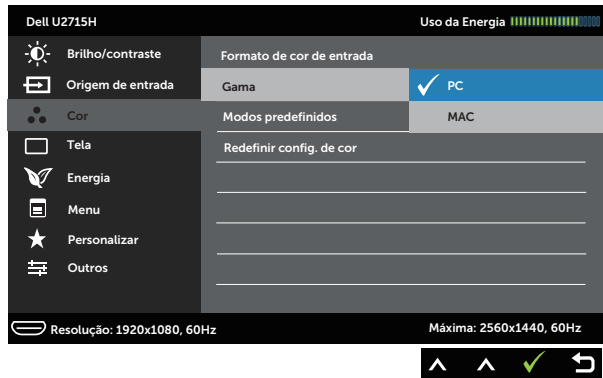 Dell U2715H Uso da Energia
Brilho/contraste Formato de cor de entrada
Origem de entrada Gama PC
Cor Modos predefinidos MAC
Tela Redefinir config. de cor
Energia
Menu
Personalizar
Outros
Resolução: 1920x1080, 60Hz Máxima: 2560x1440, 60Hz